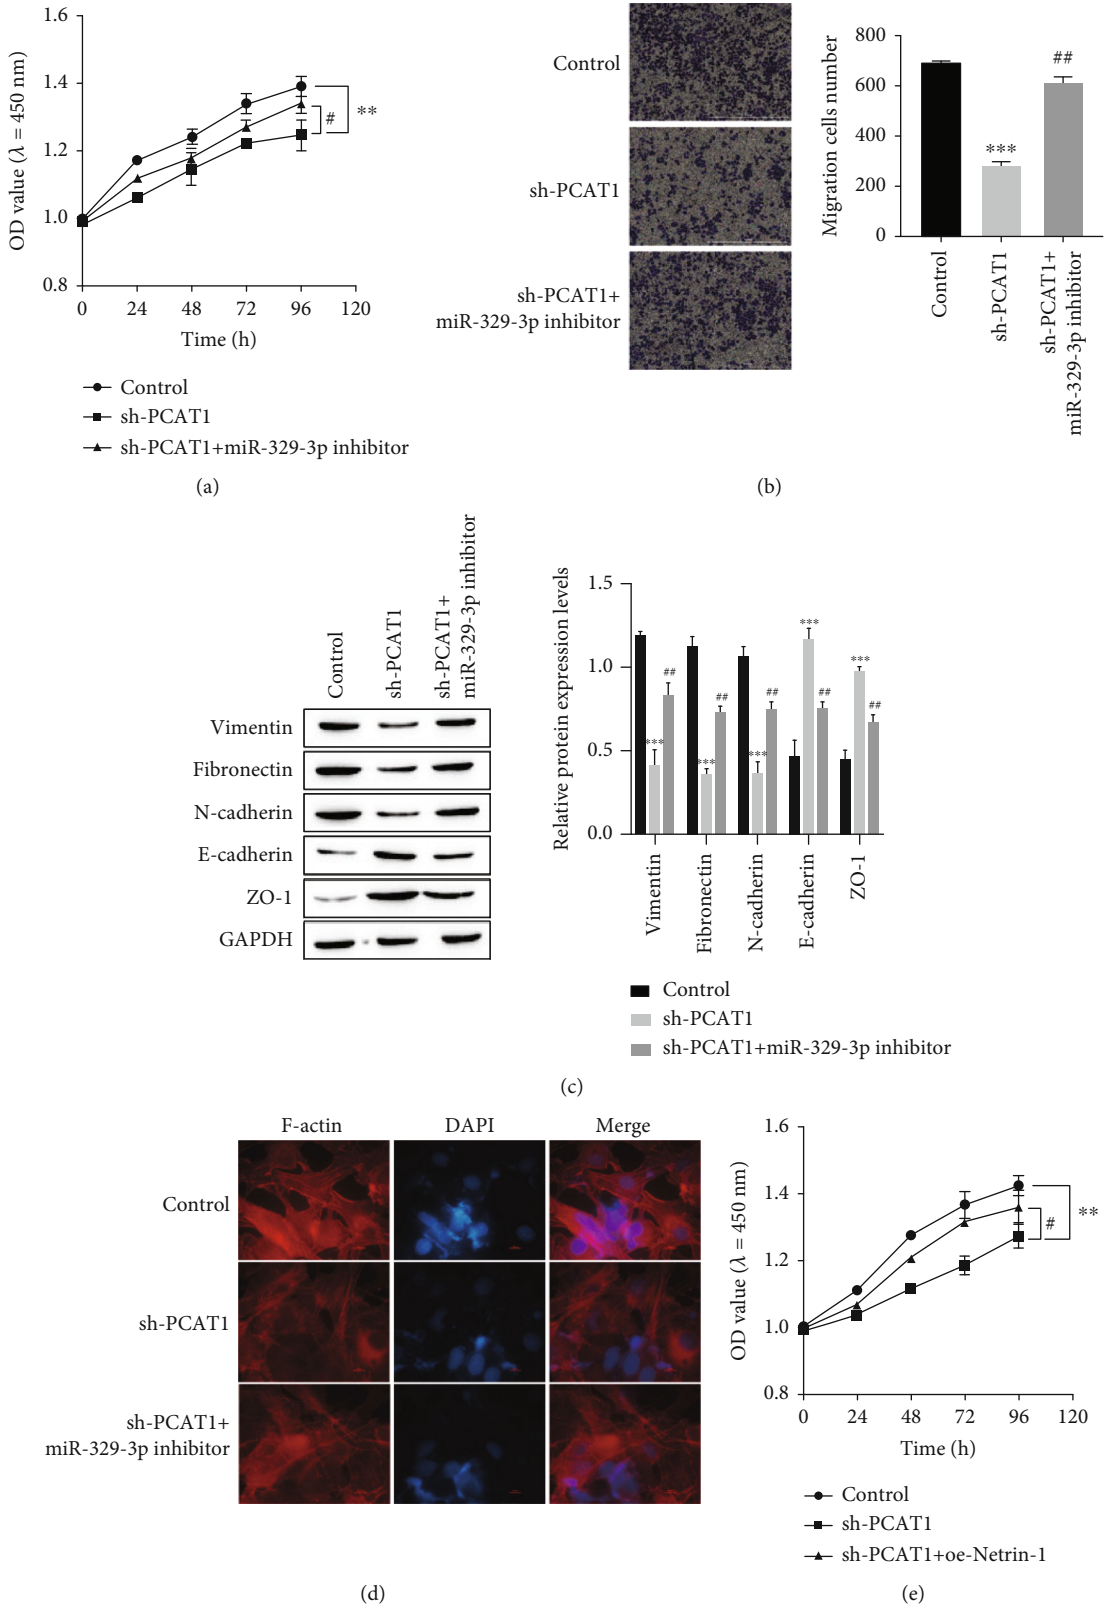 1.6
1.4
1.2
1.0
0.8
OD value (λ = 450 nm)
0 24 48 72 96 120
Time (h)
#
**
Control
sh-PCAT1
sh-PCAT1+miR-329-3p inhibitor
(a)
Control
sh-PCAT1
sh-PCAT1+
miR-329-3p inhibitor
Migration cells number
800
600
400
200
0
***
##
Control
sh-PCAT1
sh-PCAT1+
miR-329-3p inhibitor
(b)
Control
sh-PCAT1
sh-PCAT1+
miR-329-3p inhibitor
Vimentin
Fibronectin
N-cadherin
E-cadherin
ZO-1
GAPDH
Relative protein expression levels
1.5
1.0
0.5
0.0
***
##
***
##
***
##
***
##
***
##
Vimentin
Fibronectin
N-cadherin
E-cadherin
ZO-1
Control
sh-PCAT1
sh-PCAT1+miR-329-3p inhibitor
(c)
F-actin DAPI Merge
Control
sh-PCAT1
sh-PCAT1+
miR-329-3p inhibitor
(d)
1.6
1.4
1.2
1.0
0.8
OD value (λ = 450 nm)
0 24 48 72 96 120
Time (h)
#
**
Control
sh-PCAT1
sh-PCAT1+oe-Netrin-1
(e)